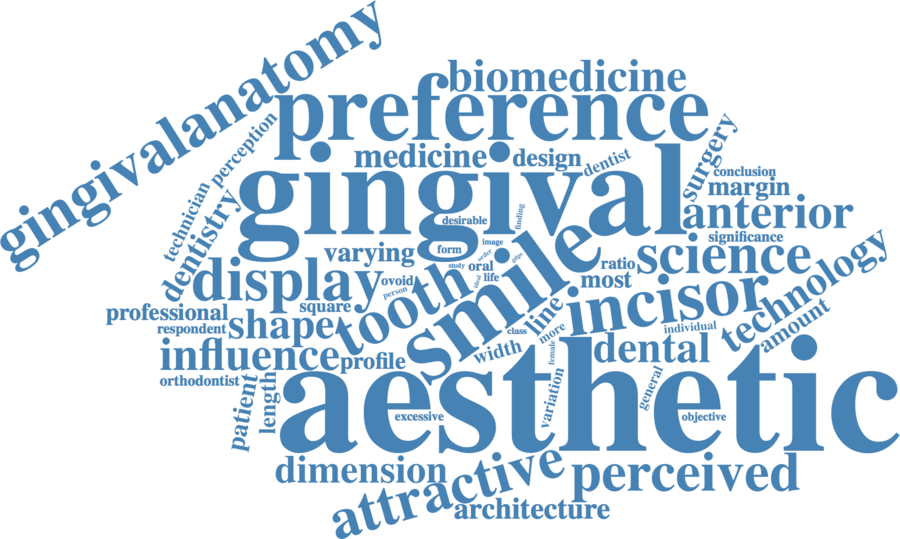 gingivalanatomy
biomedicine
preference
perception
surgery
medicine
design
dentist
conclusion
technician
dentistry
gingival
margin
desirable
finding
anterior
significance
varying
form
image
order
smile
science
technology
display
ovoid
study
oral
life
ratio
most
person
tooth
professional
square
incisor
respondent
shape
line
class
more
individual
amount
influence
profile
width
female
dental
orthodontist
patient
length
aesthetic
variation
general
excessive
objective
dimension
attractive
perceived
architecture